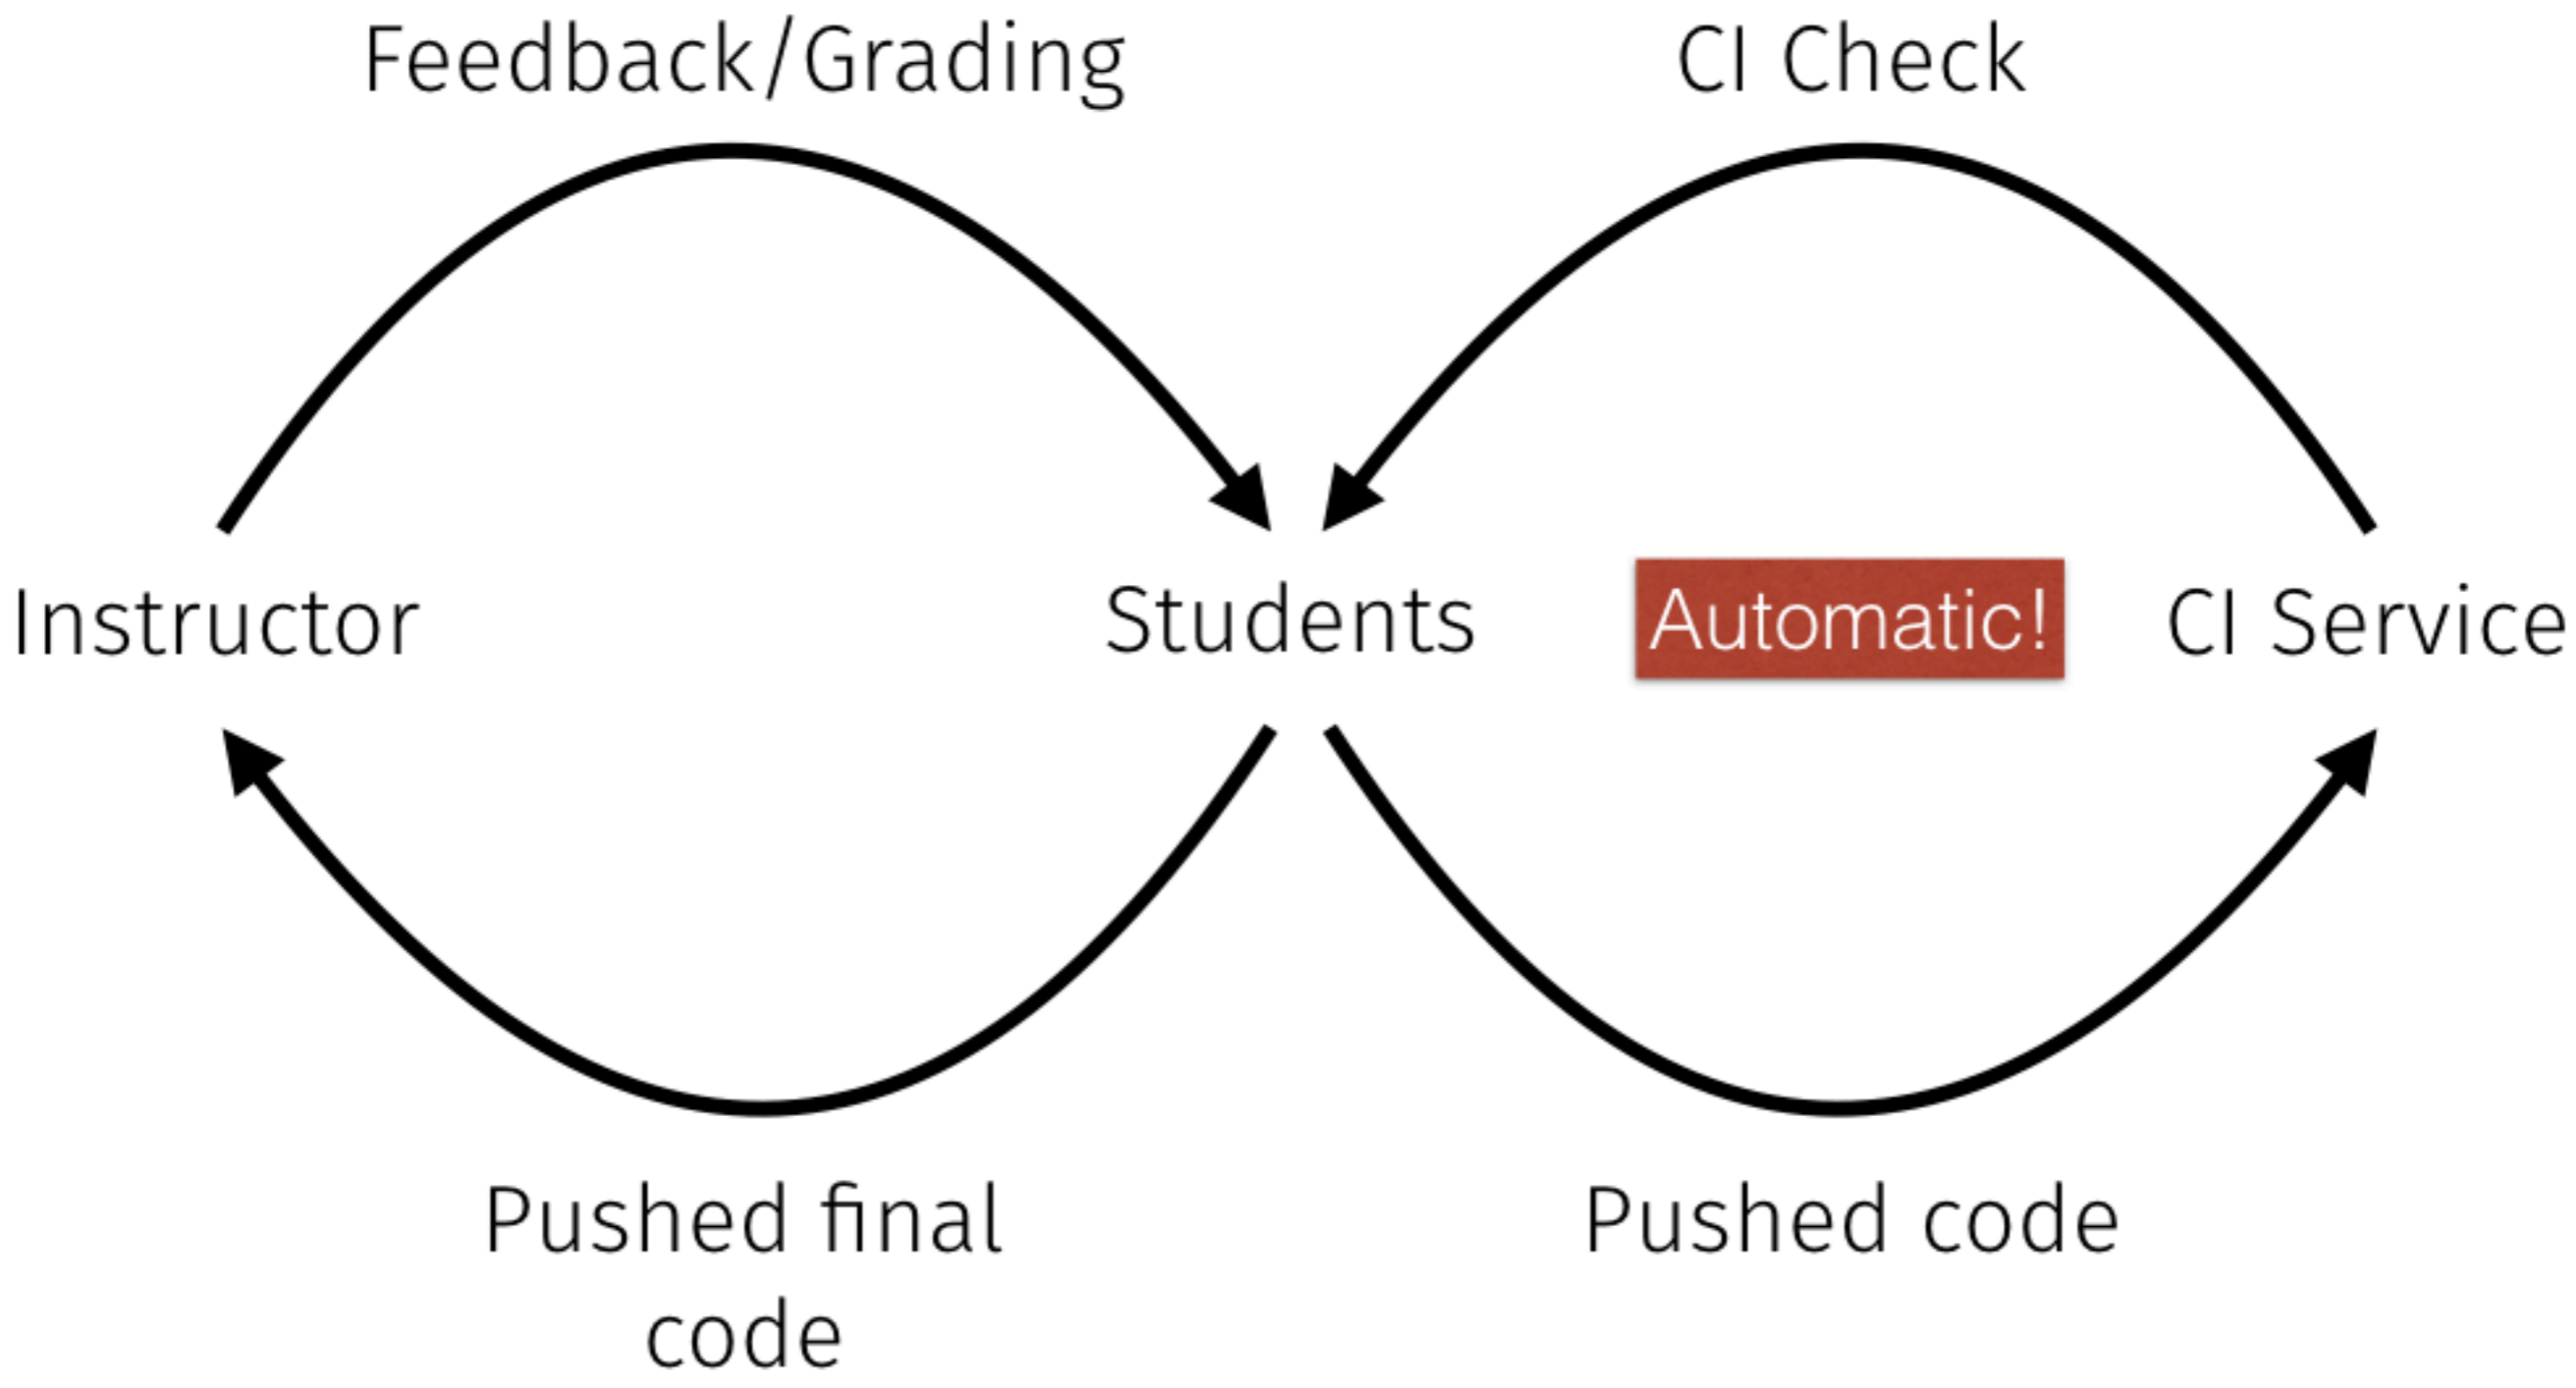 Feedback/Grading
CI Check
Instructor
Students
Automatic!
CI Service
Pushed final
code
Pushed code